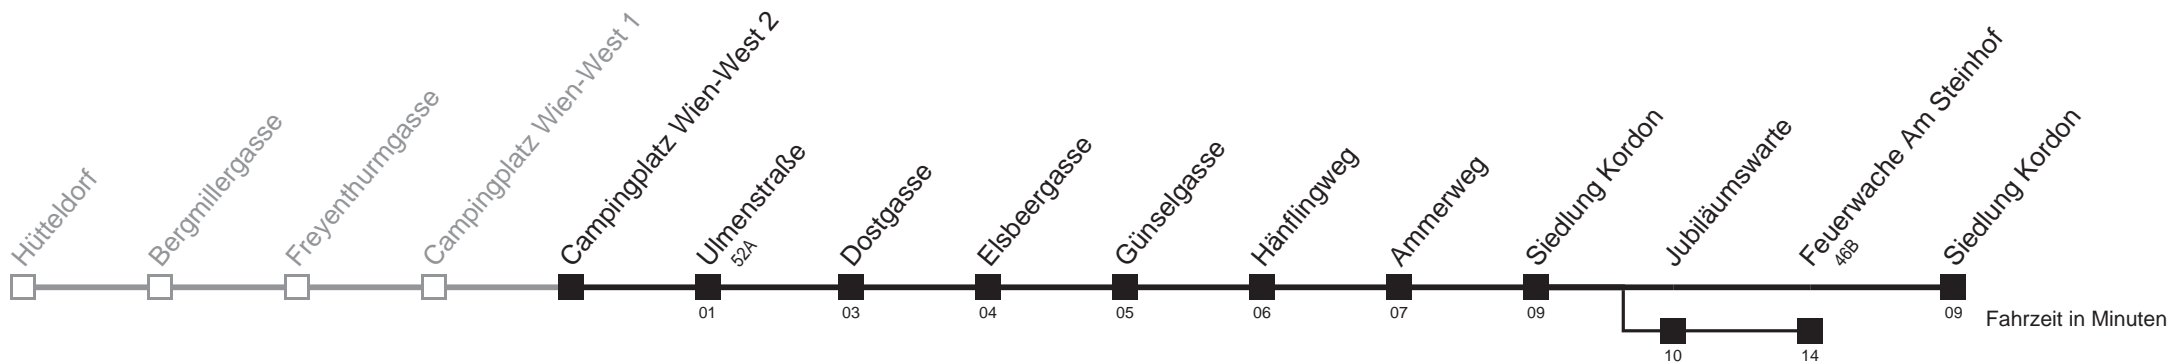 Hütteldorf
Bergmillergasse
Freyenthurmgasse
Campingplatz Wien-West 1
Campingplatz Wien-West 2
Ulmenstraße
52A
Dostgasse
Elsbeergasse
Günselgasse
Hänflingweg
Ammerweg
Siedlung Kordon
Jubiläumswarte
Feuerwache Am Steinhof
46B
Siedlung Kordon
01
03
04
05
06
07
09
09
Fahrzeit in Minuten
10
14